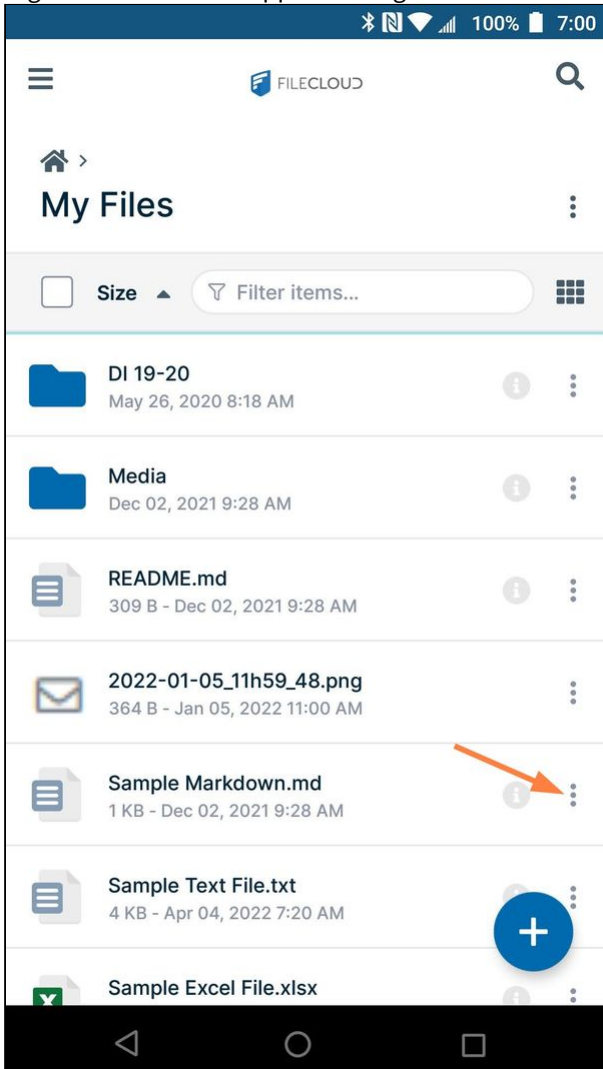 100% 7:00
FILECLOUD
My Files
Size Filter items...
DI 19-20
May 26, 2020 8:18 AM
Media
Dec 02, 2021 9:28 AM
README.md
309 B - Dec 02, 2021 9:28 AM
2022-01-05_11h59_48.png
364 B - Jan 05, 2022 11:00 AM
Sample Markdown.md
1 KB - Dec 02, 2021 9:28 AM
Sample Text File.txt
4 KB - Apr 04, 2022 7:20 AM
Sample Excel File.xlsx